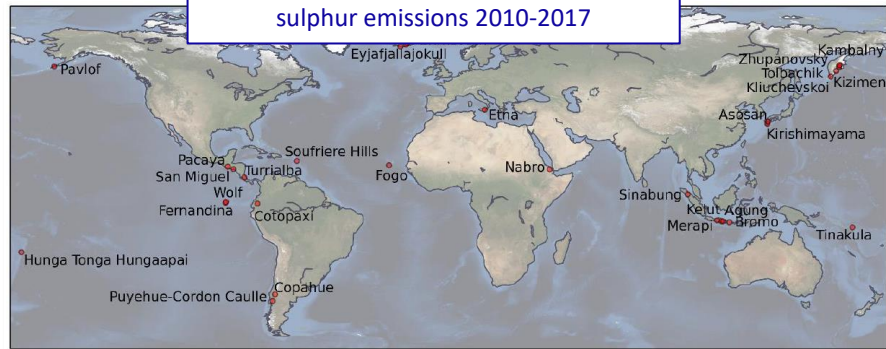 sulphur emissions 2010-2017
Eyjafjallajokull
Pavlof
Kambalny
Zhupanovsky
Tolbachik
Kizimen
Kliuchevskoi
Etna
Asosan
Kirishimayama
Pacaya
Soufriere Hills
San Miguel
Turrialba
Fogo
Nabro
Wolf
Sinabung
Fernandina
Cotopaxi
Kelut Agung
Merapi
Bromo
Tinakula
Hunga Tonga Hungaapai
Copahue
Puyehue-Cordon Caulle